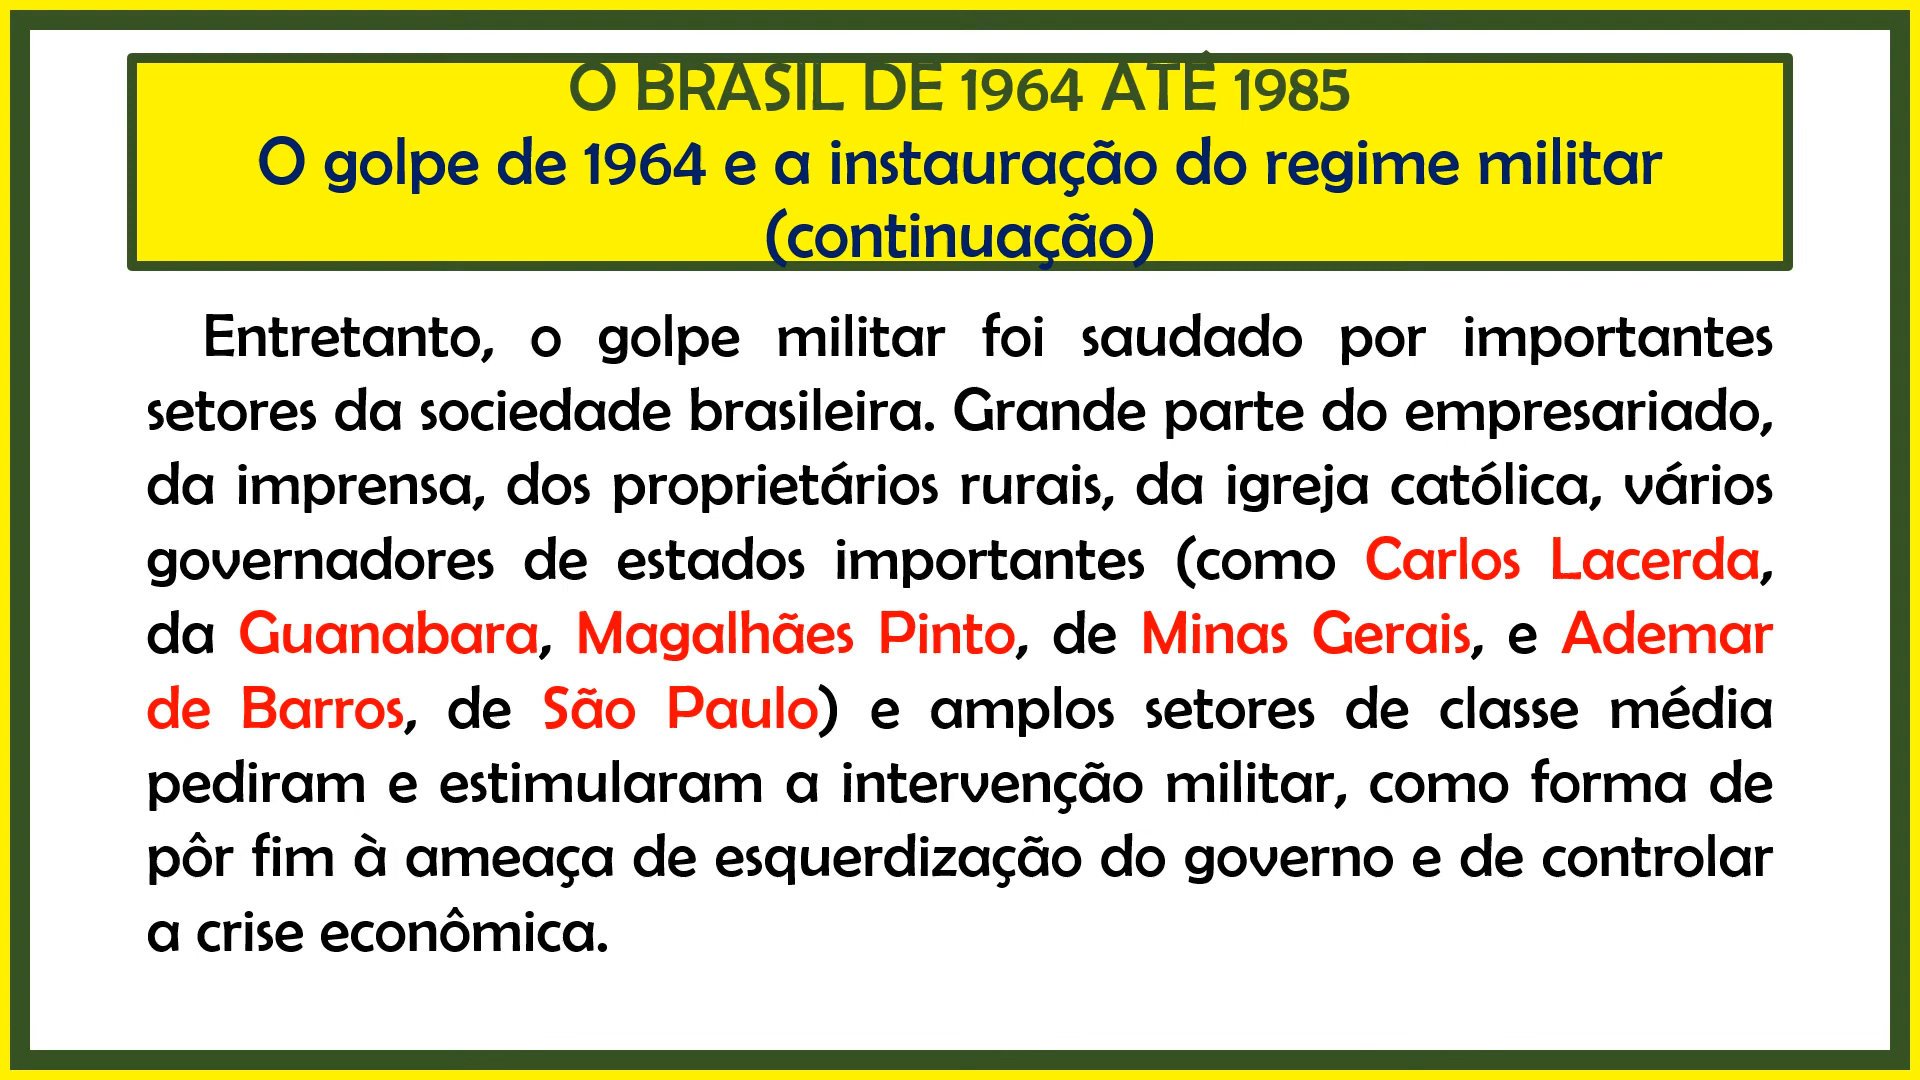 O BRASIL DE 1964 ATÉ 1985
O golpe de 1964 e a instauração do regime militar
(continuação)
Entretanto, o golpe militar foi saudado por importantes
setores da sociedade brasileira. Grande parte do empresariado,
da imprensa, dos proprietários rurais, da igreja católica, vários
governadores de estados importantes (como Carlos Lacerda,
da Guanabara, Magalhães Pinto, de Minas Gerais, e Ademar
de Barros, de São Paulo) e amplos setores de classe média
pediram e estimularam a intervenção militar, como forma de
pôr fim à ameaça de esquerdização do governo e de controlar
a crise econômica.